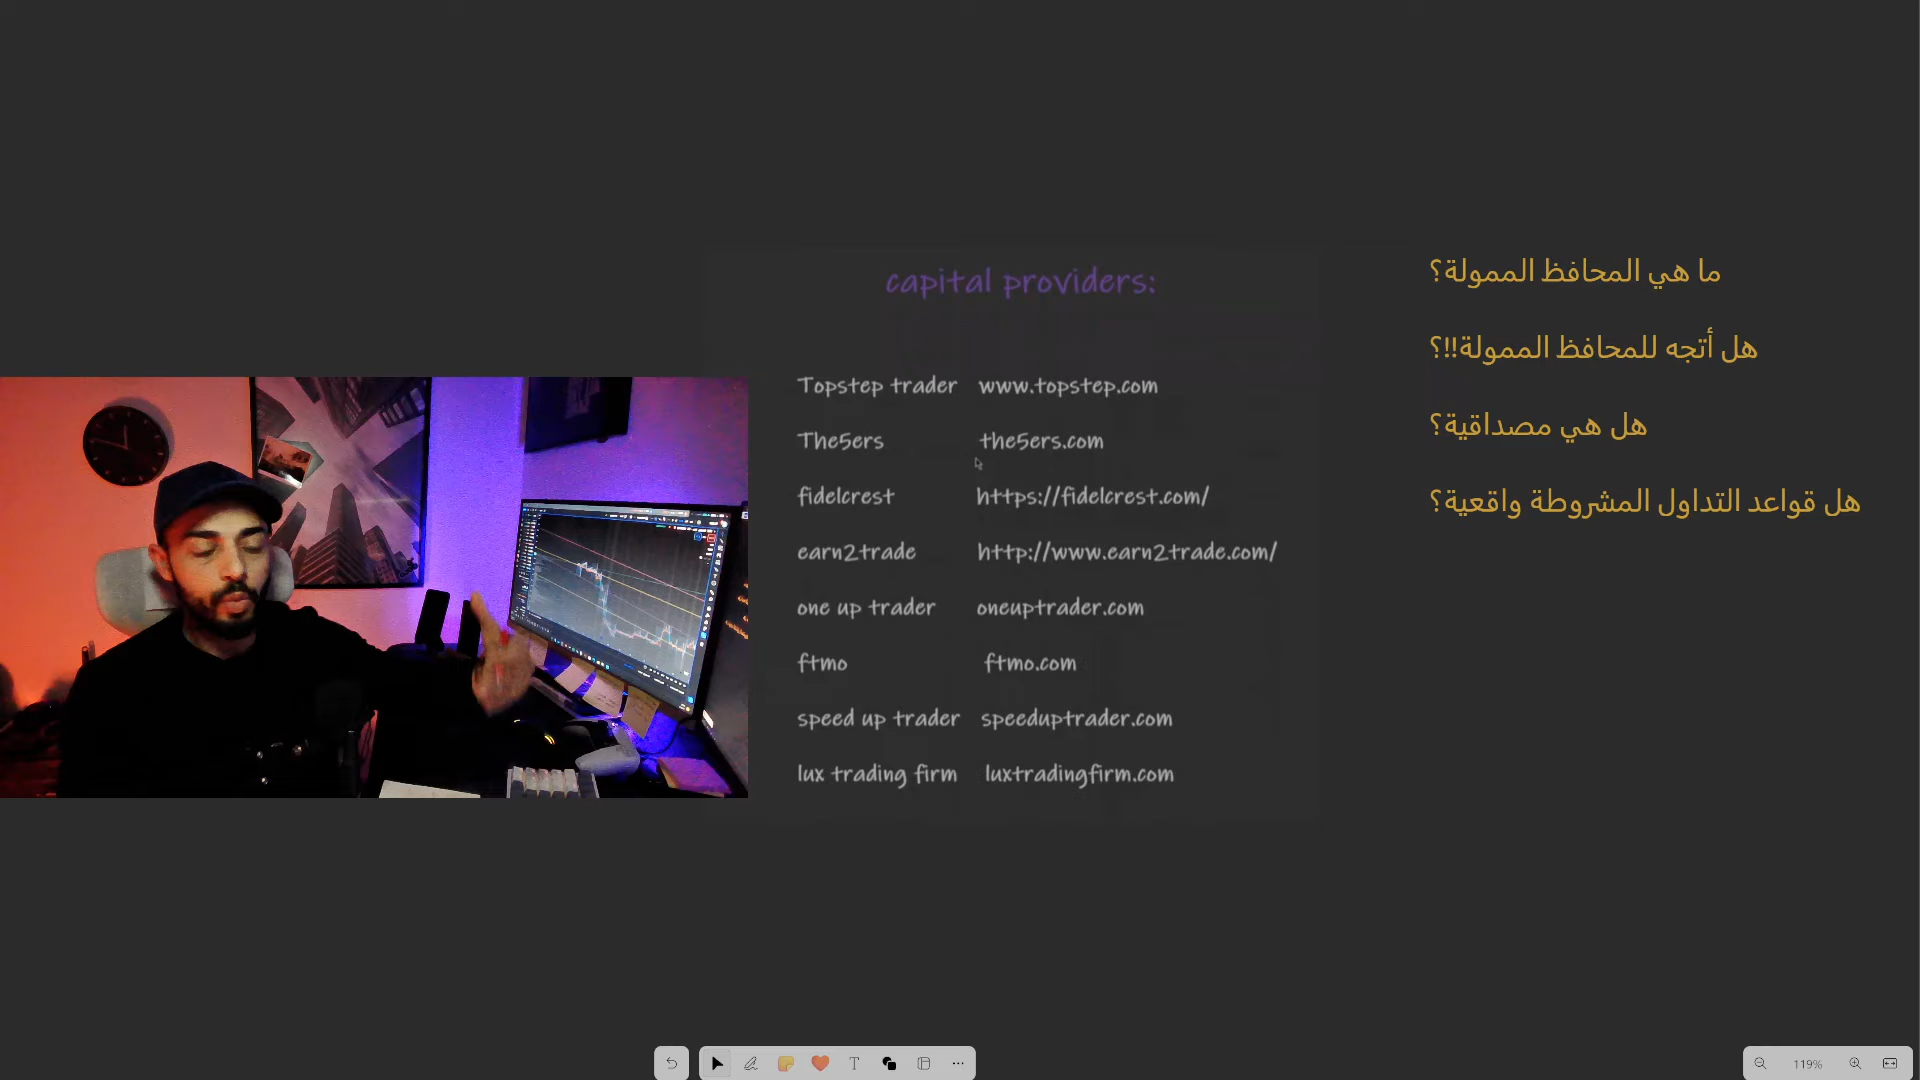 capital providers:
Topstep trader www.topstep.com
The5ers the5ers.com
fidelcrest https://fidelcrest.com/
earn2trade http://www.earn2trade.com/
one up trader oneuptrader.com
ftmo ftmo.com
speed up trader speeduptrader.com
lux trading firm luxtradingfirm.com
ما هي المحافظ الممولة؟
هل أتجه للمحافظ الممولة!!؟
هل هي مصداقية؟
هل قواعد التداول المشروطة واقعية؟
119%